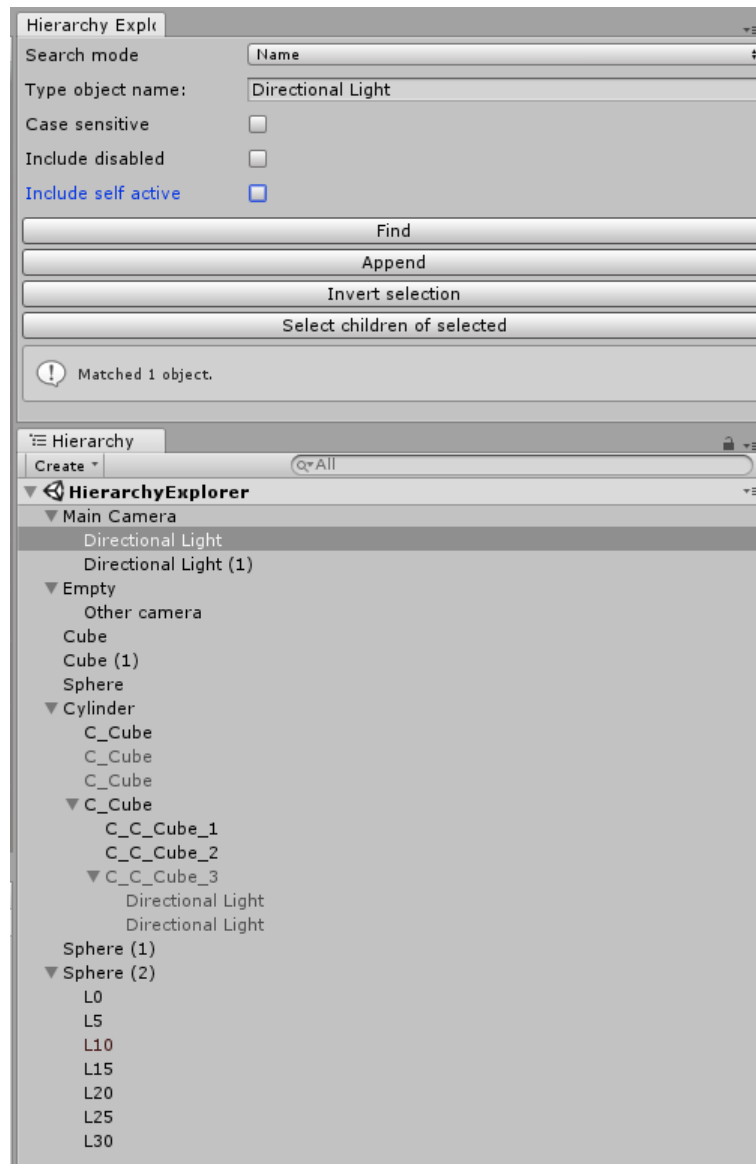 Hierarchy Expl
Search mode Name
Type object name: Directional Light
Case sensitive
Include disabled
Include self active
Find
Append
Invert selection
Select children of selected
Matched 1 object.
Hierarchy
Create All
HierarchyExplorer
Main Camera
Directional Light
Directional Light (1)
Empty
Other camera
Cube
Cube (1)
Sphere
Cylinder
C_Cube
C_Cube
C_Cube
C_Cube
C_C_Cube_1
C_C_Cube_2
C_C_Cube_3
Directional Light
Directional Light
Sphere (1)
Sphere (2)
L0
L5
L10
L15
L20
L25
L30